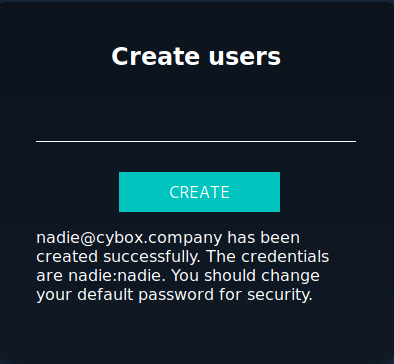 Create users
CREATE
nadie@cybox.company has been
created successfully. The credentials
are nadie:nadie. You should change
your default password for security.